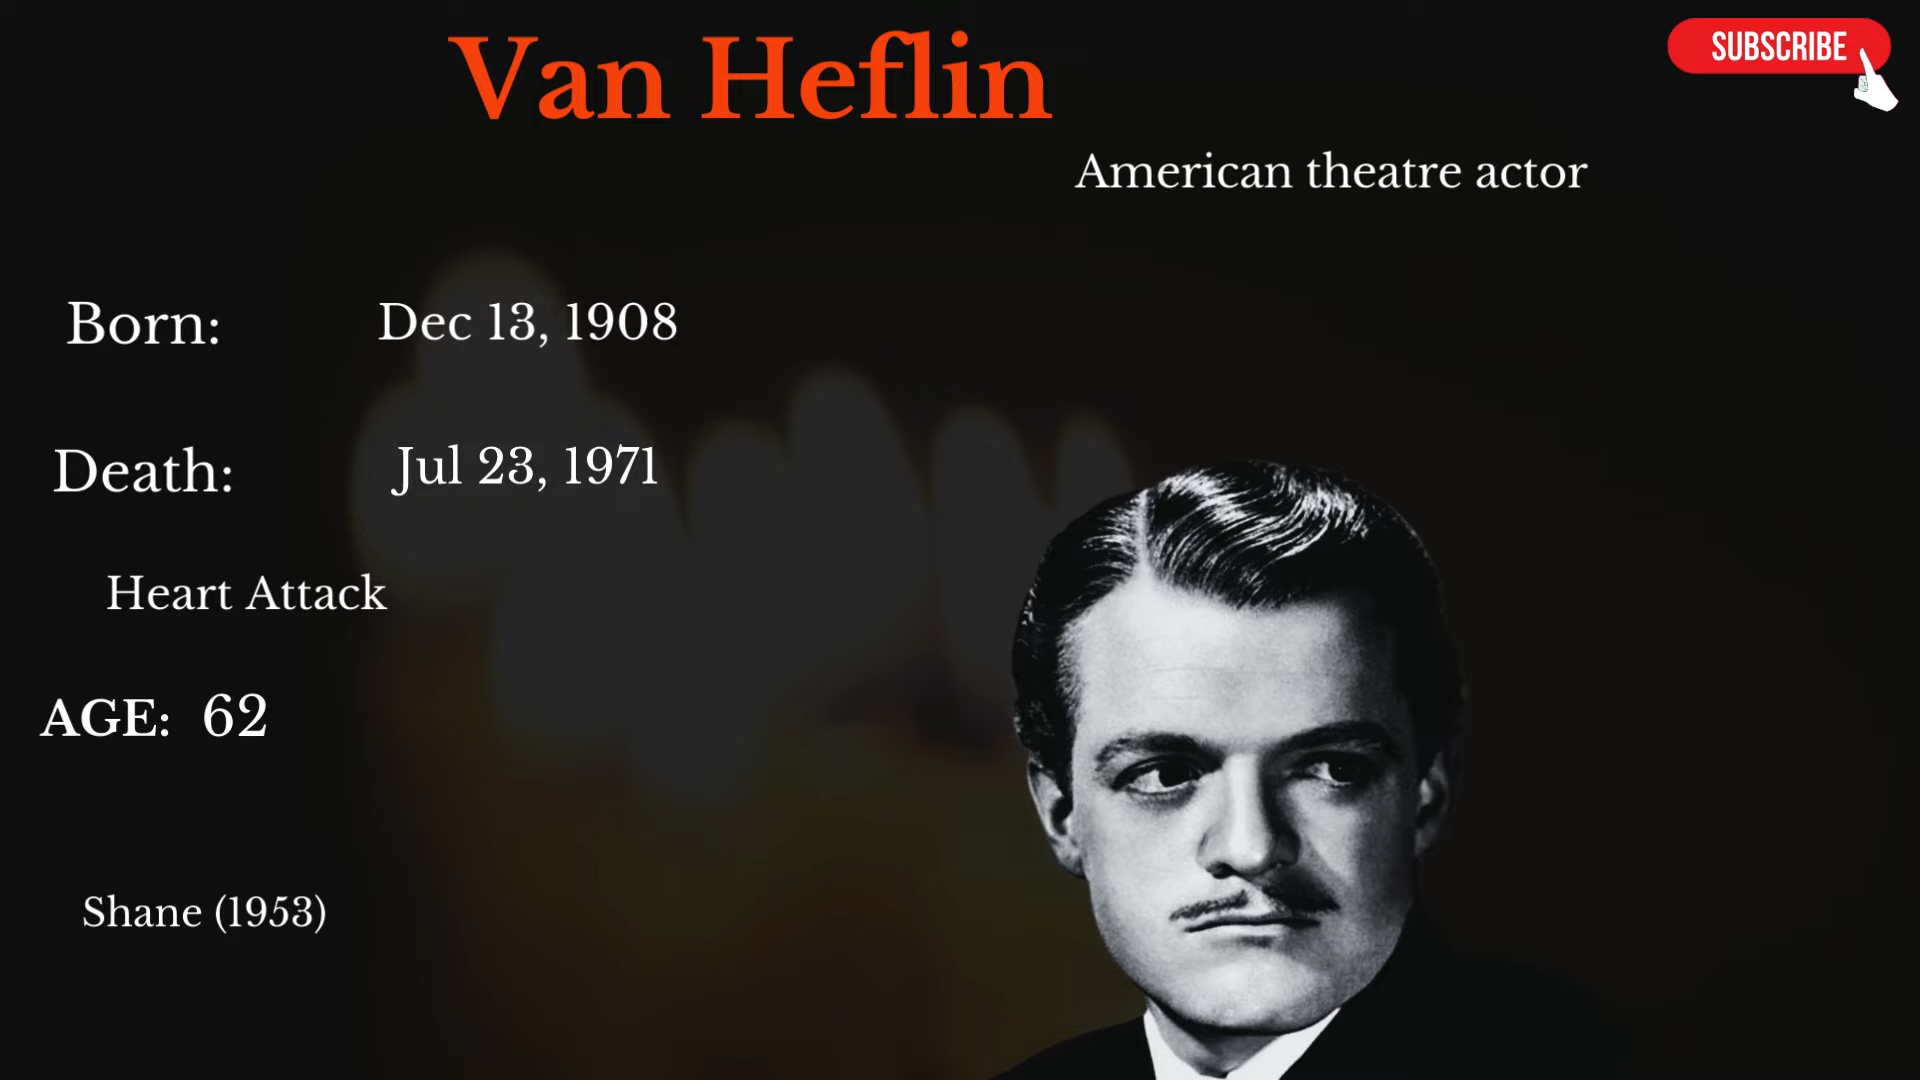 Van Heflin
SUBSCRIBE
American theatre actor
Born: Dec 13, 1908
Death: Jul 23, 1971
Heart Attack
AGE: 62
Shane (1953)